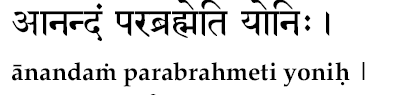 आनन्दं परब्रह्मेति योनिः ।
ānandaṁ parabrahmeti yoniḥ |